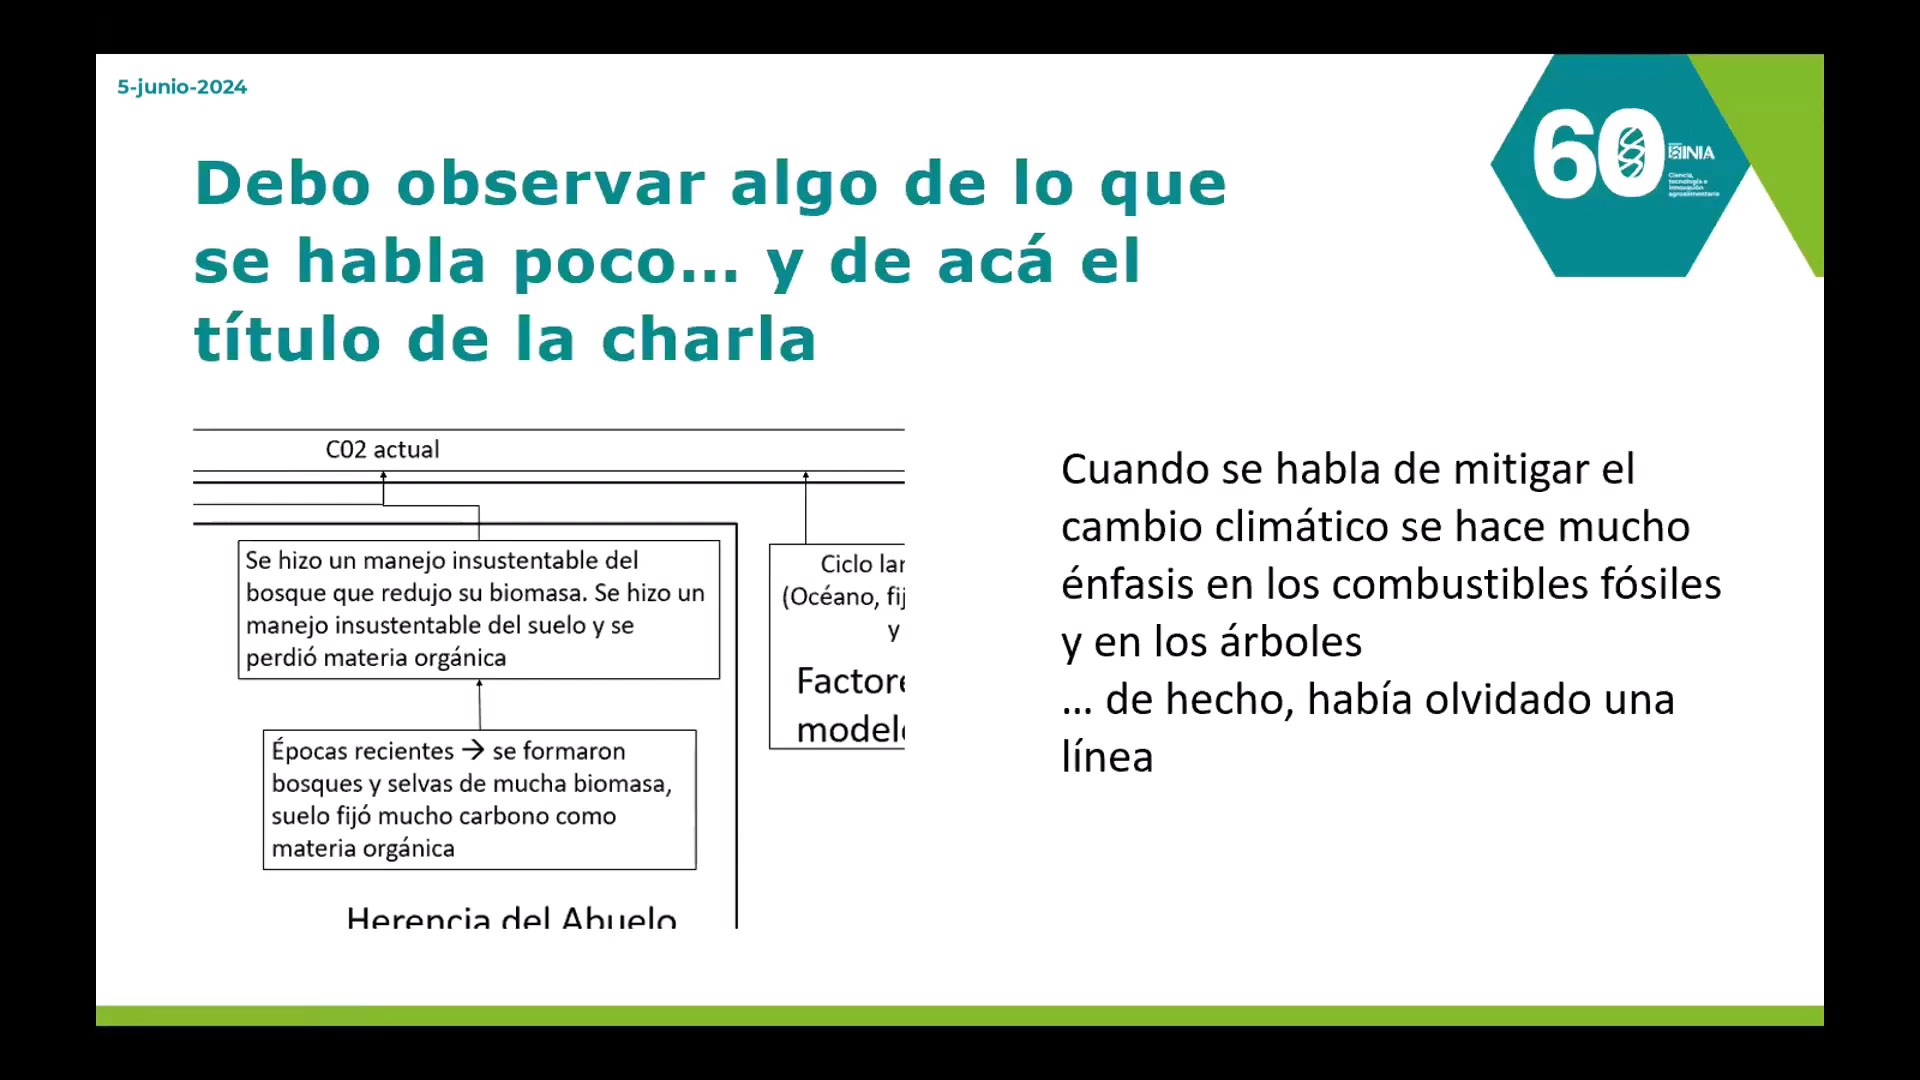 5-junio-2024
60
INIA
Ciencia,
tecnología e
innovación
agroalimentaria
Debo observar algo de lo que
se habla poco... y de acá el
título de la charla
C02 actual
Se hizo un manejo insustentable del
bosque que redujo su biomasa. Se hizo un
manejo insustentable del suelo y se
perdió materia orgánica
Épocas recientes → se formaron
bosques y selvas de mucha biomasa,
suelo fijó mucho carbono como
materia orgánica
Herencia del Abuelo
Ciclo
(Océano,
y
Cuando se habla de mitigar el
cambio climático se hace mucho
énfasis en los combustibles fósiles
y en los árboles
... de hecho, había olvidado una
línea